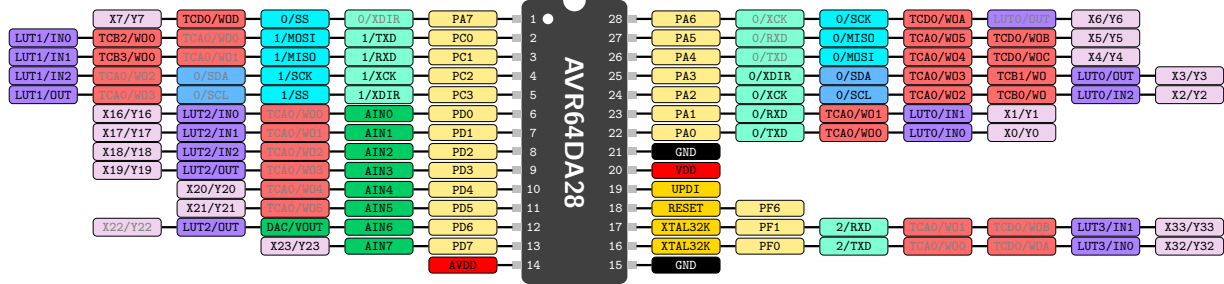 X7/Y7 TCD0/WOD 0/SS 0/XDIR PA7 1 28 PA6 0/XCK 0/SCK TCD0/WOA LUT0/OUT X6/Y6
LUT1/IN0 TCB2/WO0 TCA0/WO0 1/MOSI 1/TXD PC0 2 27 PA5 0/RXD 0/MISO TCA0/WO5 TCD0/WOB X5/Y5
LUT1/IN1 TCB3/WO0 TCA0/WO1 1/MISO 1/RXD PC1 3 26 PA4 0/TXD 0/MOSI TCA0/WO4 TCD0/WOC X4/Y4
LUT1/IN2 TCA0/WO2 0/SDA 1/SCK 1/XCK PC2 4 25 PA3 0/XDIR 0/SDA TCA0/WO3 TCB1/WO LUT0/OUT X3/Y3
LUT1/OUT TCA0/WO3 0/SCL 1/SS 1/XDIR PC3 5 24 PA2 0/XCK 0/SCL TCA0/WO2 TCB0/WO LUT0/IN2 X2/Y2
X16/Y16 LUT2/IN0 TCA0/WO0 AIN0 PD0 6 23 PA1 0/RXD TCA0/WO1 LUT0/IN1 X1/Y1
X17/Y17 LUT2/IN1 TCA0/WO1 AIN1 PD1 7 22 PA0 0/TXD TCA0/WO0 LUT0/IN0 X0/Y0
X18/Y18 LUT2/IN2 TCA0/WO2 AIN2 PD2 8 21 GND
X19/Y19 LUT2/OUT TCA0/WO3 AIN3 PD3 9 20 VDD
X20/Y20 TCA0/WO4 AIN4 PD4 10 19 UPDI
X21/Y21 TCA0/WO5 AIN5 PD5 11 18 RESET PF6
X22/Y22 LUT2/OUT DAC/VOUT AIN6 PD6 12 17 XTAL32K PF1 2/RXD TCA0/WO1 TCD0/WOB LUT3/IN1 X33/Y33
X23/Y23 AIN7 PD7 13 16 XTAL32K PF0 2/TXD TCA0/WO0 TCD0/WOA LUT3/IN0 X32/Y32
AVDD 14 15 GND
AVR64DA28